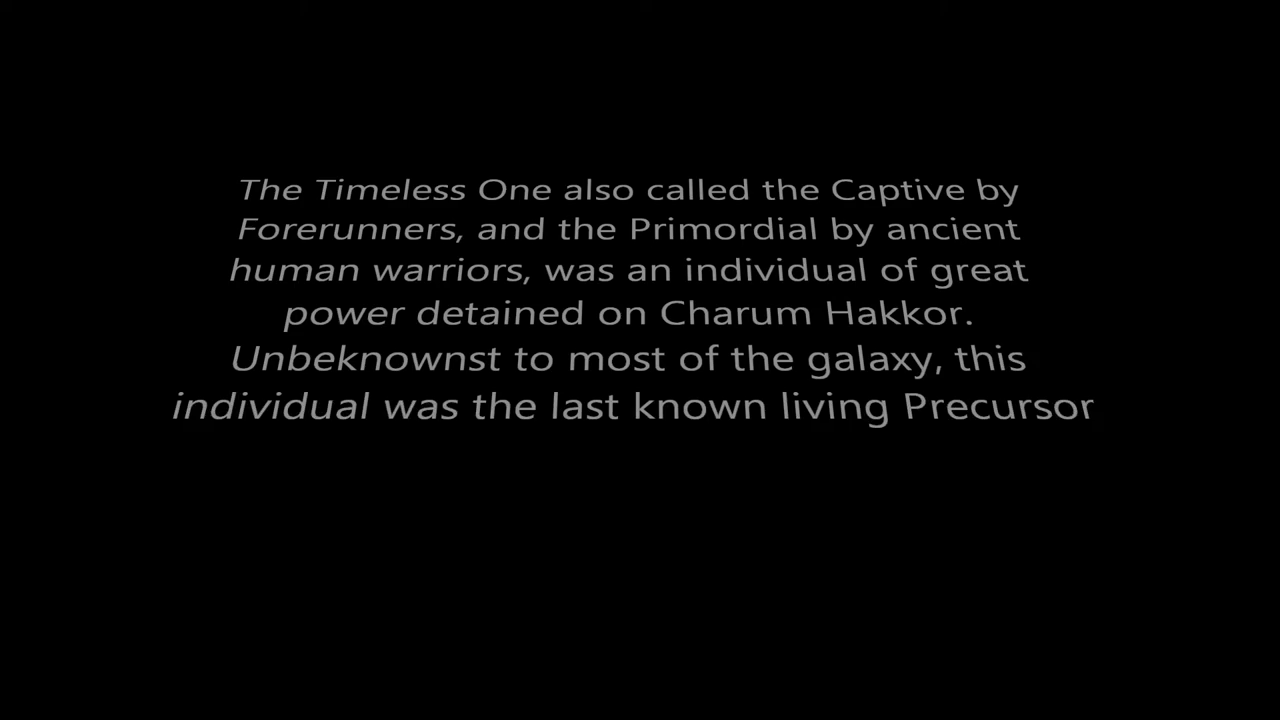 The Timeless One also called the Captive by
Forerunners, and the Primordial by ancient
human warriors, was an individual of great
power detained on Charum Hakkor.
Unbeknownst to most of the galaxy, this
individual was the last known living Precursor